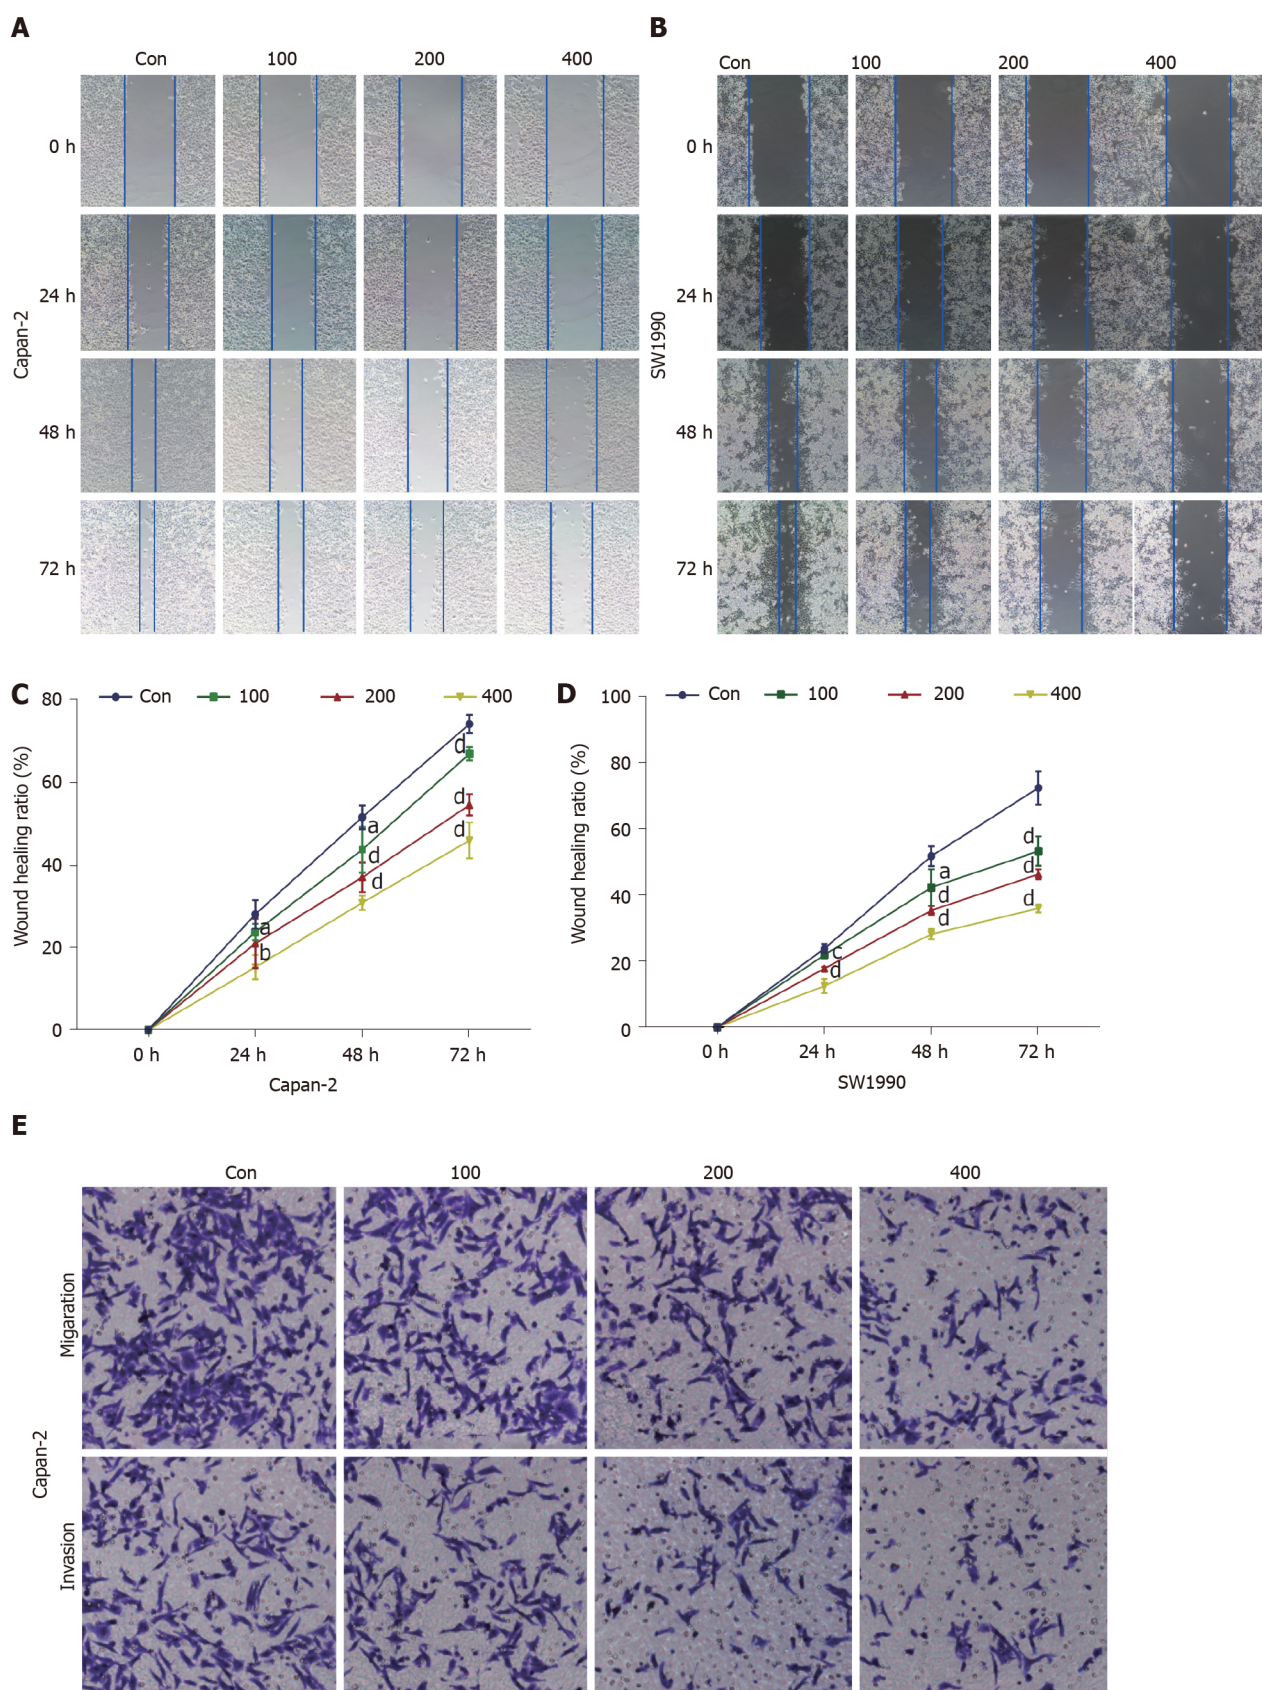 A
Con 100 200 400
0 h
24 h
48 h
72 h
Capan-2
B
Con 100 200 400
0 h
24 h
48 h
72 h
SW1990
C
Con 100 200 400
Wound healing ratio (%)
80
60
40
20
0
a
b
a
d
d
d
d
d
0 h 24 h 48 h 72 h
Capan-2
D
Con 100 200 400
Wound healing ratio (%)
100
80
60
40
20
0
c
d
a
d
d
d
d
d
0 h 24 h 48 h 72 h
SW1990
E
Con 100 200 400
Migaration
Invasion
Capan-2